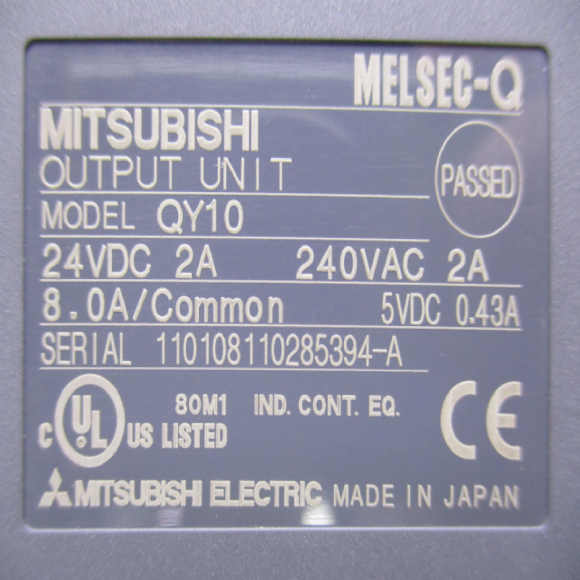 MELSEC-Q
MITSUBISHI
OUTPUT UNIT
PASSED
MODEL QY10
24VDC 2A 240VAC 2A
8.0A/Common 5VDC 0.43A
SERIAL 110108110285394-A
80M1 IND. CONT. EQ.
C UL US LISTED
CE
MITSUBISHI ELECTRIC MADE IN JAPAN